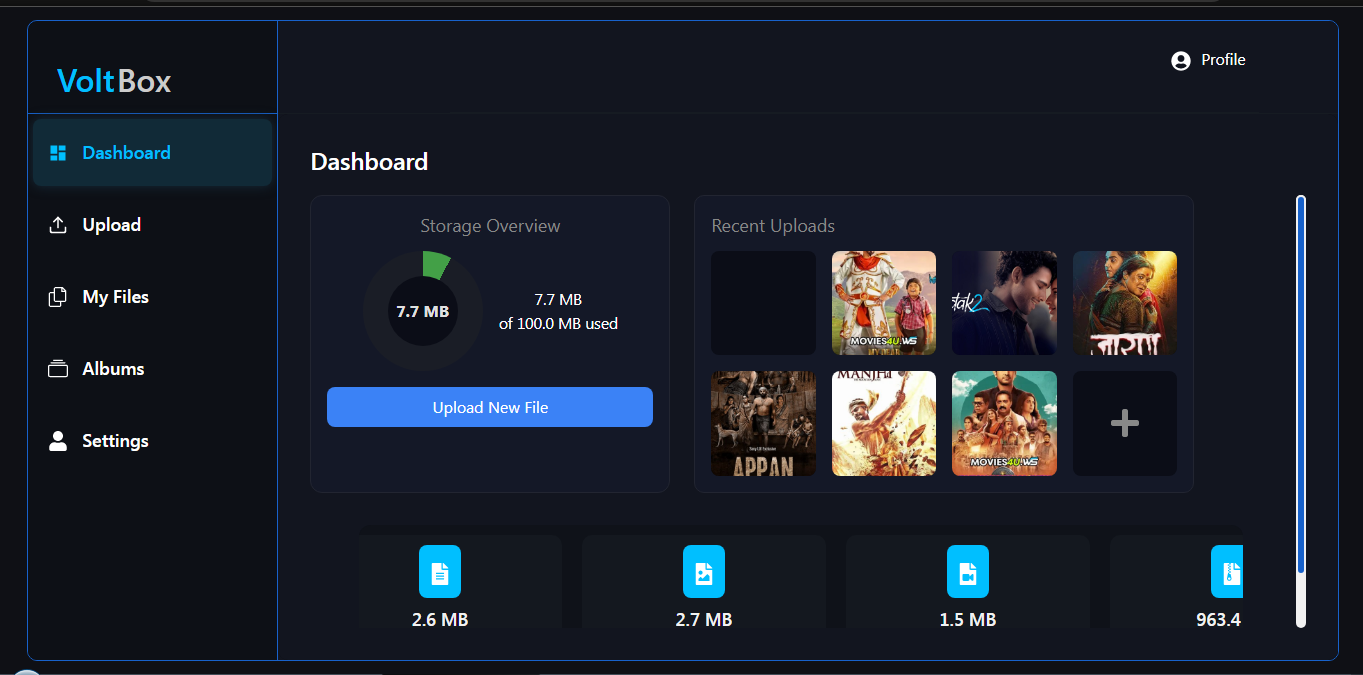 VoltBox
Profile
Dashboard
Upload
My Files
Albums
Settings
Dashboard
Storage Overview
7.7 MB
7.7 MB
of 100.0 MB used
Upload New File
Recent Uploads
MOVIES4U.WS
जारण
APPAN
MANJHI
MOVIES4U.WS
2.6 MB
2.7 MB
1.5 MB
963.4